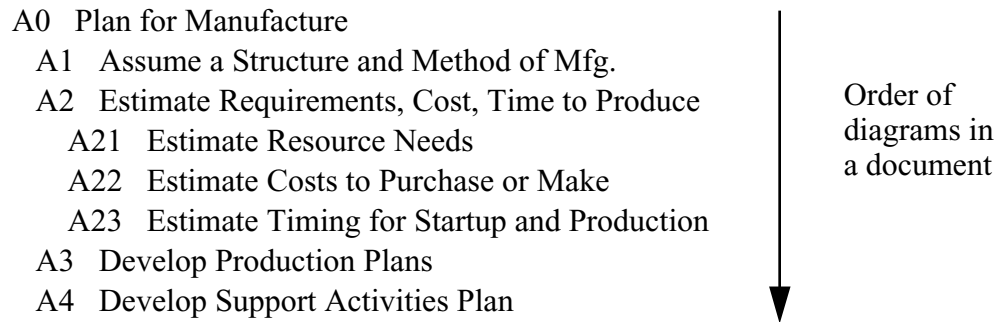 A0 Plan for Manufacture
A1 Assume a Structure and Method of Mfg.
A2 Estimate Requirements, Cost, Time to Produce
A21 Estimate Resource Needs
A22 Estimate Costs to Purchase or Make
A23 Estimate Timing for Startup and Production
A3 Develop Production Plans
A4 Develop Support Activities Plan
Order of
diagrams in
a document